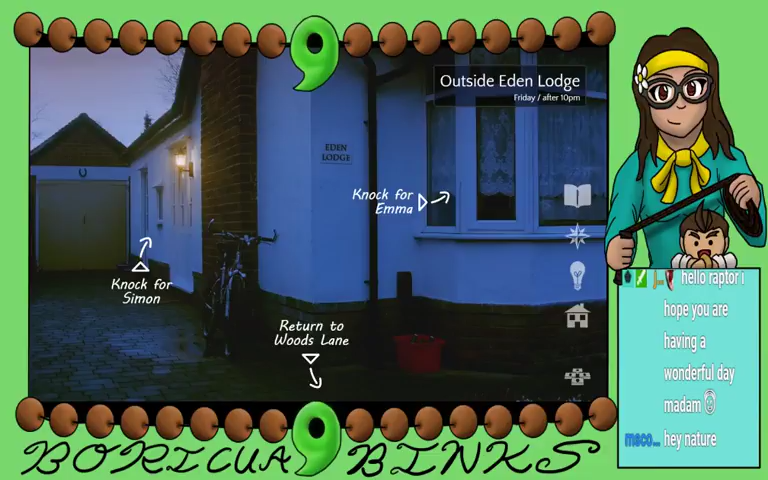 Outside Eden Lodge
Friday / after 10pm
EDEN
LODGE
Knock for
Emma
Knock for
Simon
Return to
Woods Lane
hello raptor i
hope you are
having a
wonderful day
madam
msco... hey nature
BORICUA BINKS